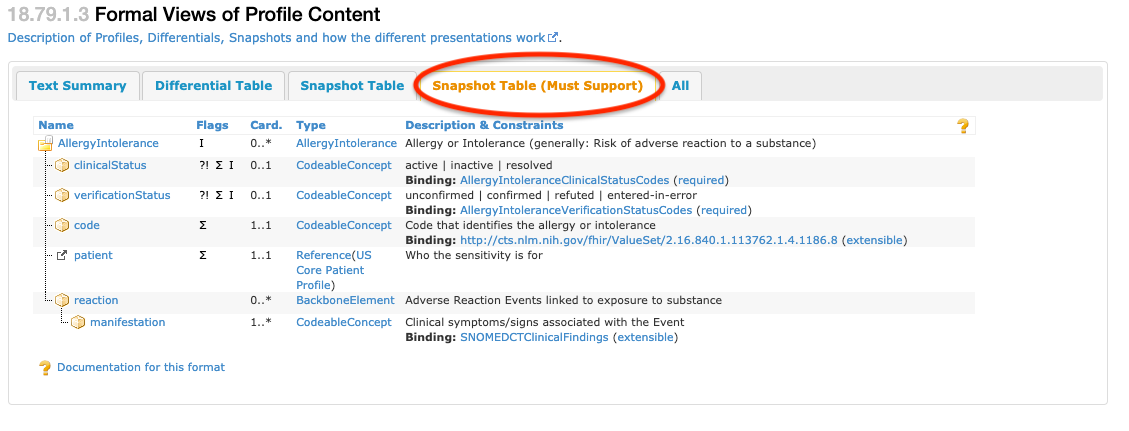 18.79.1.3 Formal Views of Profile Content
Description of Profiles, Differentials, Snapshots and how the different presentations work.
Text Summary Differential Table Snapshot Table Snapshot Table (Must Support) All
Name Flags Card. Type Description & Constraints ?
AllergyIntolerance I 0..* AllergyIntolerance Allergy or Intolerance (generally: Risk of adverse reaction to a substance)
clinicalStatus ?! Σ I 0..1 CodeableConcept active | inactive | resolved
Binding: AllergyIntoleranceClinicalStatusCodes (required)
verificationStatus ?! Σ I 0..1 CodeableConcept unconfirmed | confirmed | refuted | entered-in-error
Binding: AllergyIntoleranceVerificationStatusCodes (required)
code Σ 1..1 CodeableConcept Code that identifies the allergy or intolerance
Binding: http://cts.nlm.nih.gov/fhir/ValueSet/2.16.840.1.113762.1.4.1186.8 (extensible)
patient Σ 1..1 Reference(US Who the sensitivity is for
Core Patient
Profile)
reaction 0..* BackboneElement Adverse Reaction Events linked to exposure to substance
manifestation 1..* CodeableConcept Clinical symptoms/signs associated with the Event
Binding: SNOMEDCTClinicalFindings (extensible)
? Documentation for this format